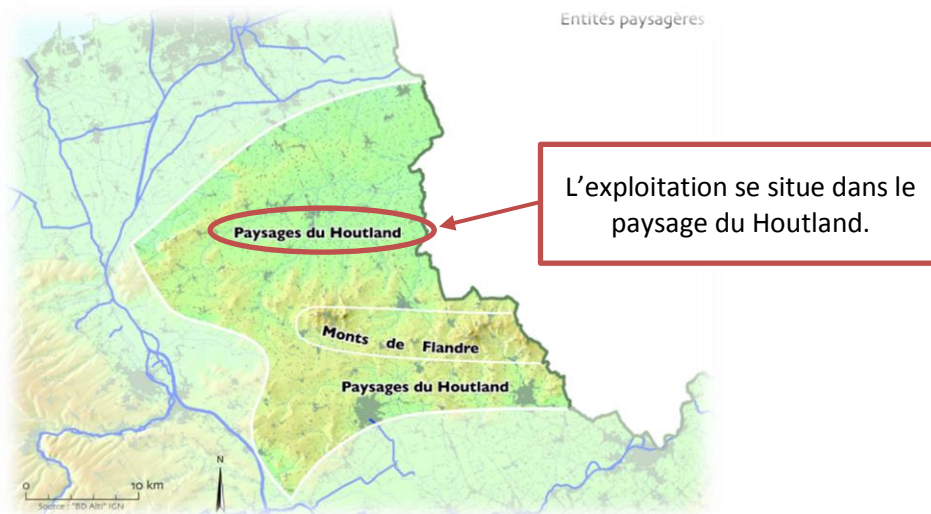 Entités paysagères
L’exploitation se situe dans le
paysage du Houtland.
Paysages du Houtland
Monts de Flandre
Paysages du Houtland
N
0 10 km
Source : "BD Alti" IGN